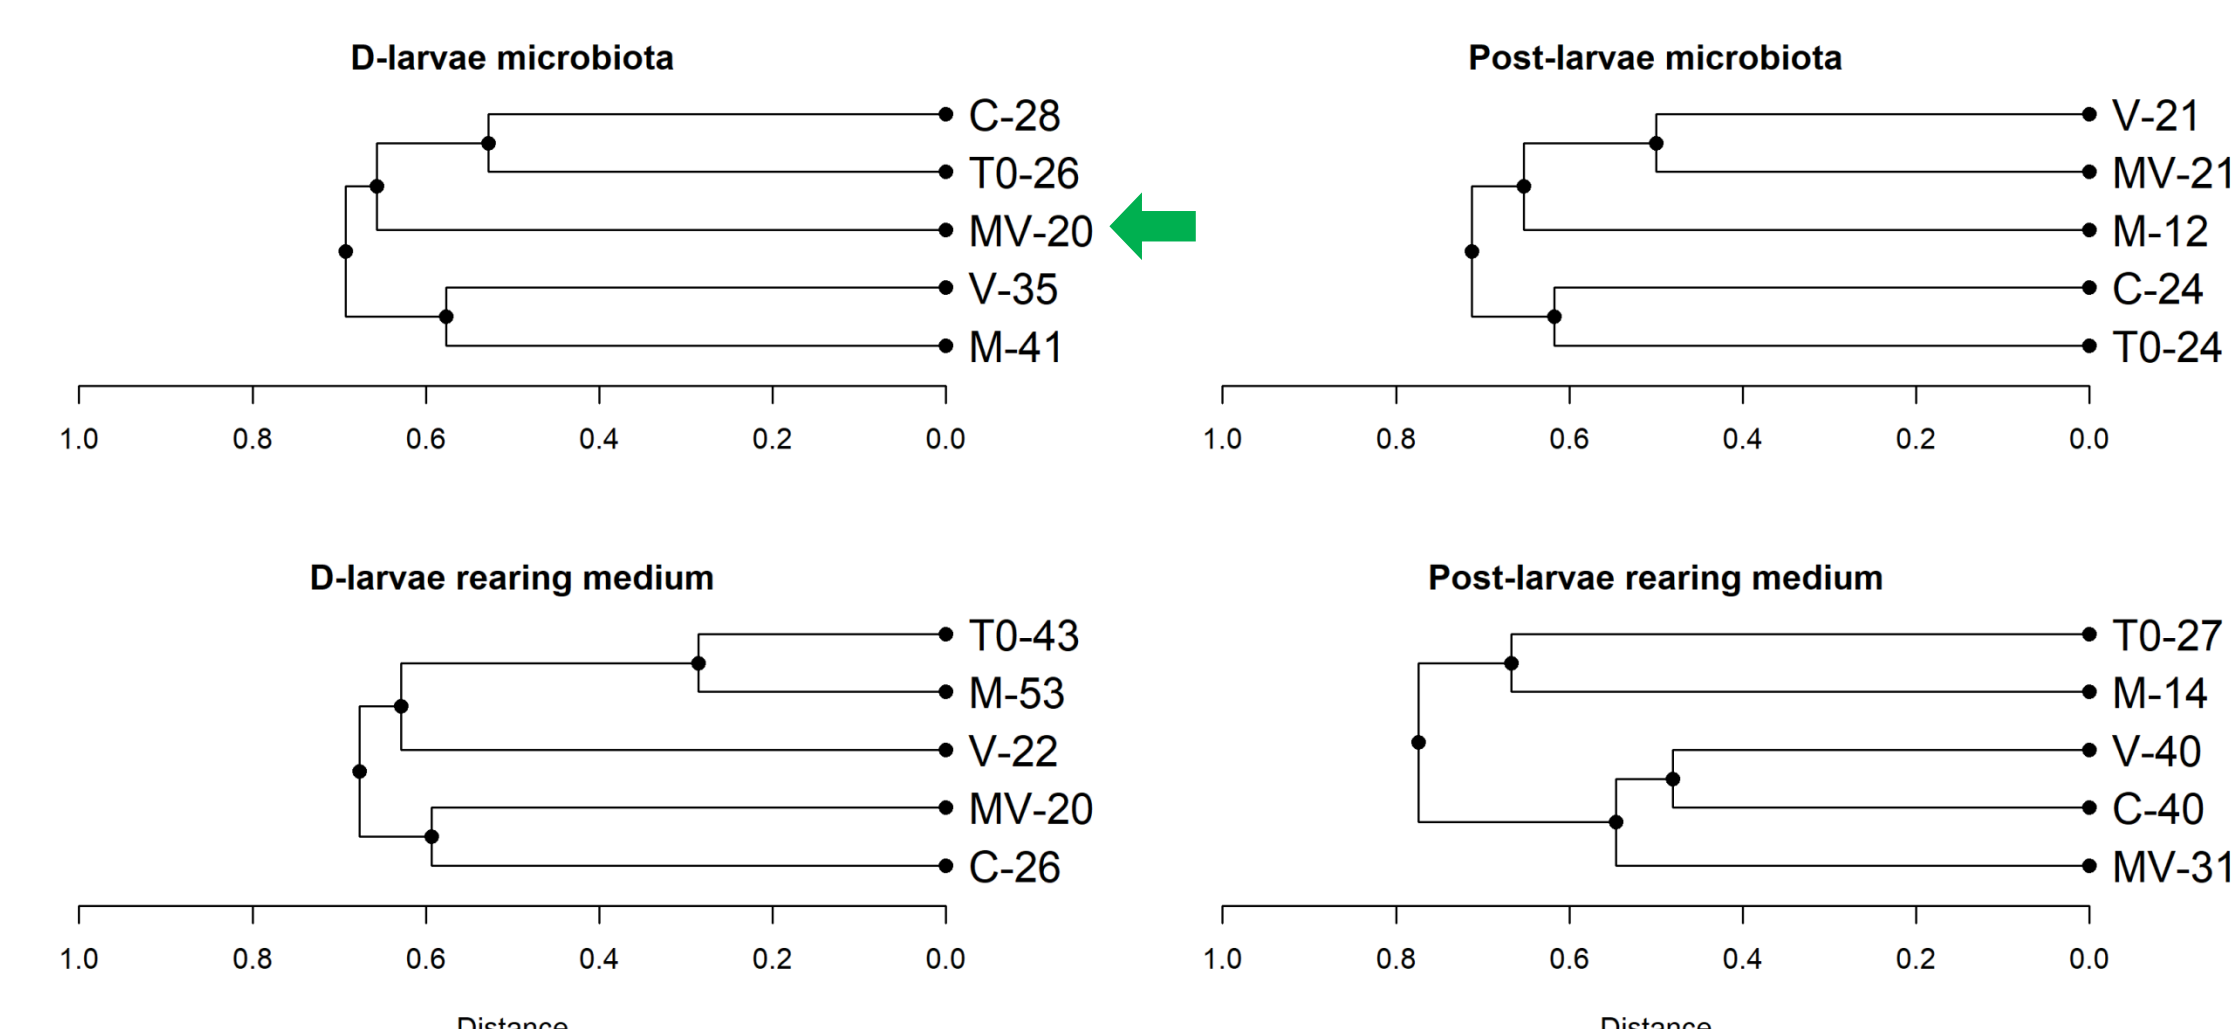 D-larvae microbiota
C-28
T0-26
MV-20
V-35
M-41
1.0 0.8 0.6 0.4 0.2 0.0
Post-larvae microbiota
V-21
MV-21
M-12
C-24
T0-24
1.0 0.8 0.6 0.4 0.2 0.0
D-larvae rearing medium
T0-43
M-53
V-22
MV-20
C-26
1.0 0.8 0.6 0.4 0.2 0.0
Distance
Post-larvae rearing medium
T0-27
M-14
V-40
C-40
MV-31
1.0 0.8 0.6 0.4 0.2 0.0
Distance